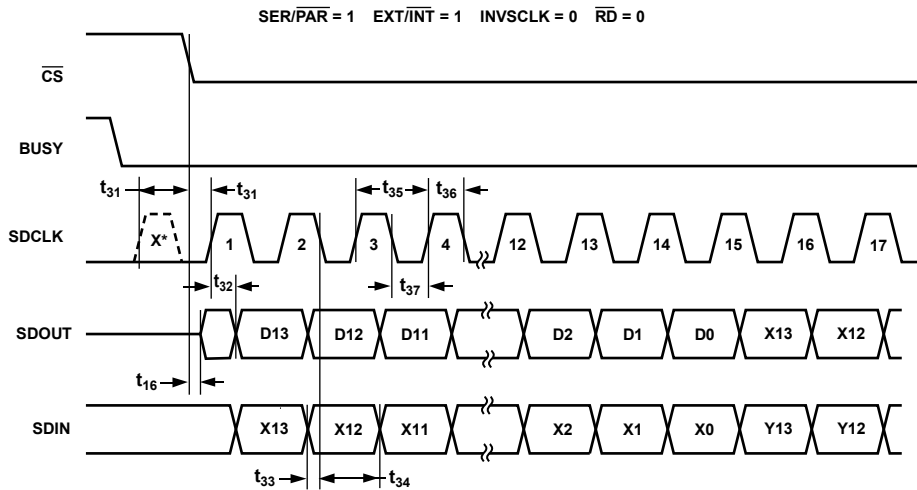 SER/PAR = 1 EXT/INT = 1 INVSCLK = 0 RD = 0
CS
BUSY
t31 t31 t35 t36
SDCLK X* 1 2 3 4 12 13 14 15 16 17
t32 t37
SDOUT D13 D12 D11 D2 D1 D0 X13 X12
t16
SDIN X13 X12 X11 X2 X1 X0 Y13 Y12
t33 t34